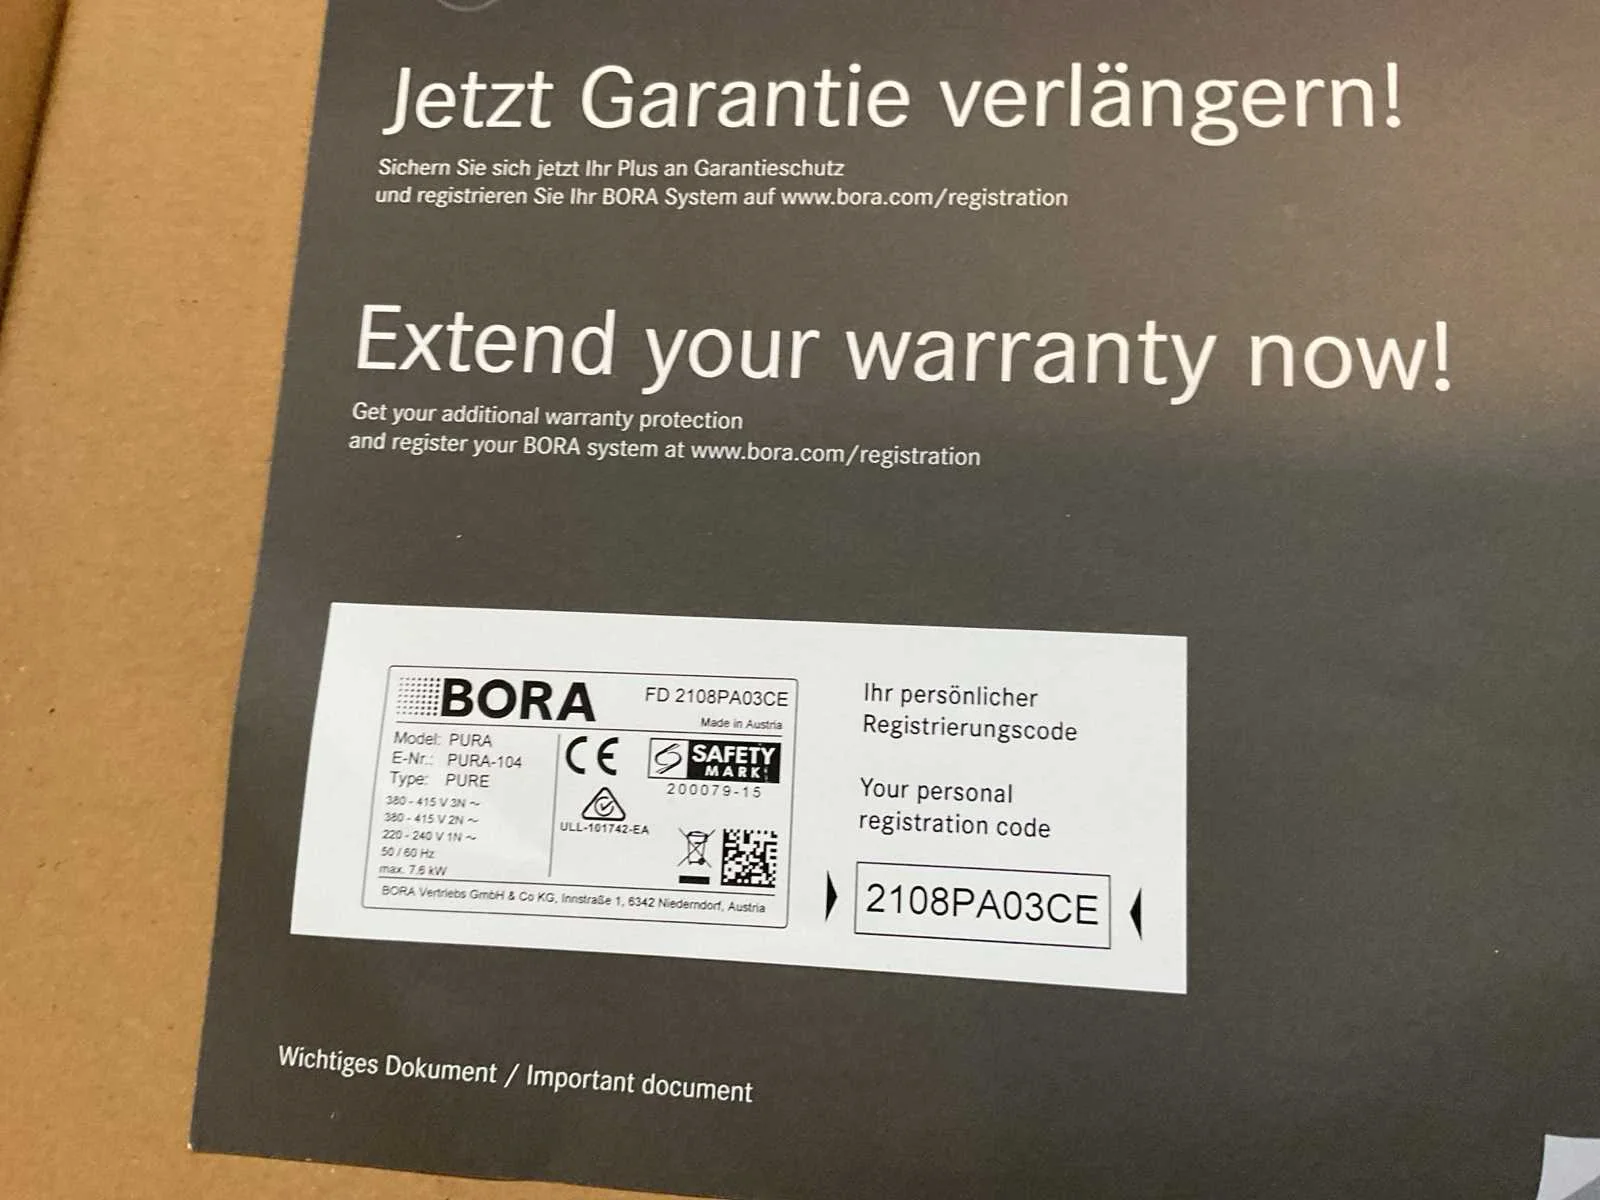 Jetzt Garantie verlängern!
Sichern Sie sich jetzt Ihr Plus an Garantieschutz
und registrieren Sie Ihr BORA System auf www.bora.com/registration
Extend your warranty now!
Get your additional warranty protection
and register your BORA system at www.bora.com/registration
BORA
FD 2108PA03CE
Made in Austria
Model: PURA
E-Nr.: PURA-104
Type: PURE
380 - 415 V 3N ~
380 - 415 V 2N ~
220 - 240 V 1N ~
50 / 60 Hz
max. 7.6 kW
CE
SAFETY
MARK
200079-15
ULL-101742-EA
BORA Vertriebs GmbH & Co KG, Innstraße 1, 6342 Niederndorf, Austria
Ihr persönlicher
Registrierungscode
Your personal
registration code
2108PA03CE
Wichtiges Dokument / Important document